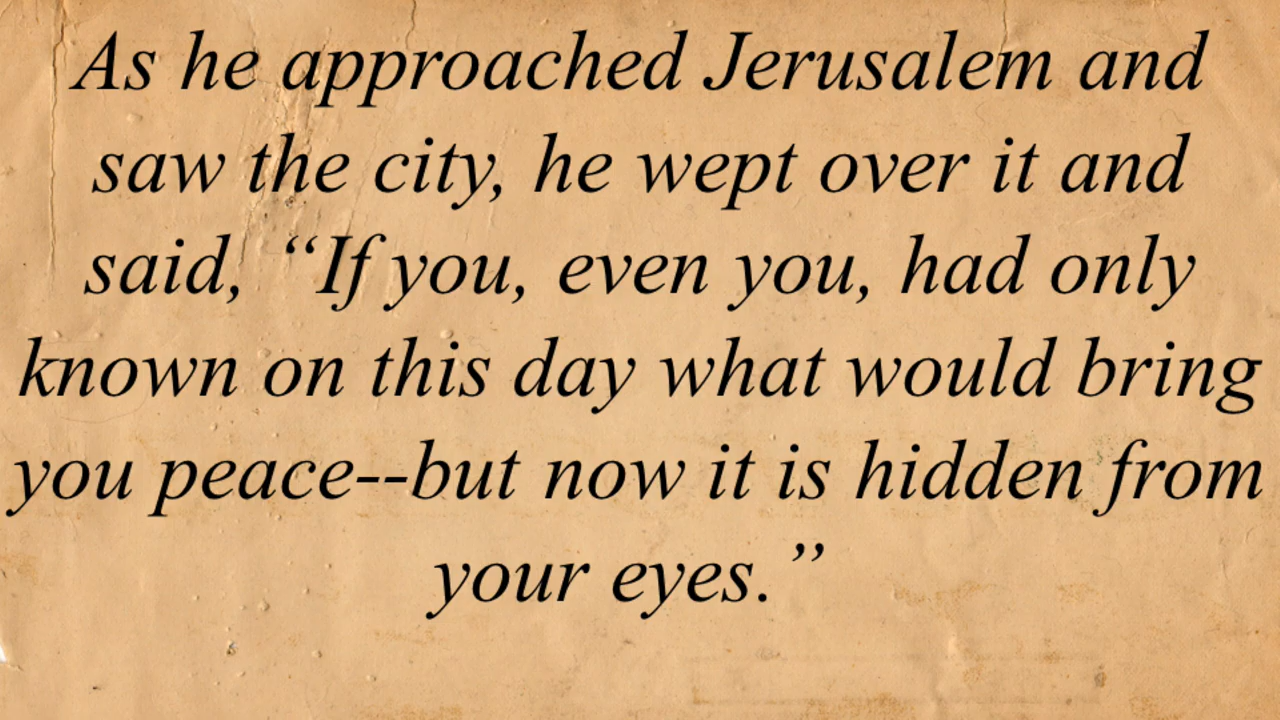 As he approached Jerusalem and
saw the city, he wept over it and
said, “If you, even you, had only
known on this day what would bring
you peace--but now it is hidden from
your eyes.”